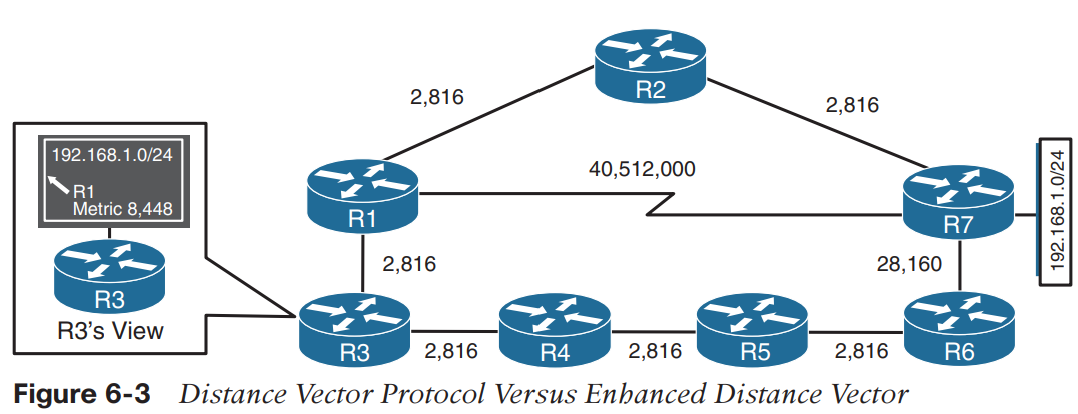 R2
2,816
2,816
192.168.1.0/24
R1
Metric 8,448
40,512,000
192.168.1.0/24
R1
R7
2,816
28,160
R3
R3's View
R3
R4
R5
R6
2,816
2,816
2,816
Figure 6-3 Distance Vector Protocol Versus Enhanced Distance Vector